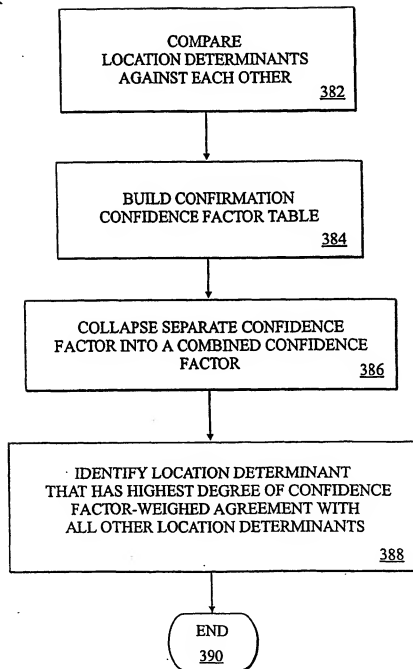 COMPARE
LOCATION DETERMINANTS
AGAINST EACH OTHER
382
BUILD CONFIRMATION
CONFIDENCE FACTOR TABLE
384
COLLAPSE SEPARATE CONFIDENCE
FACTOR INTO A COMBINED CONFIDENCE
FACTOR
386
IDENTIFY LOCATION DETERMINANT
THAT HAS HIGHEST DEGREE OF CONFIDENCE
FACTOR-WEIGHED AGREEMENT WITH
ALL OTHER LOCATION DETERMINANTS
388
END
390